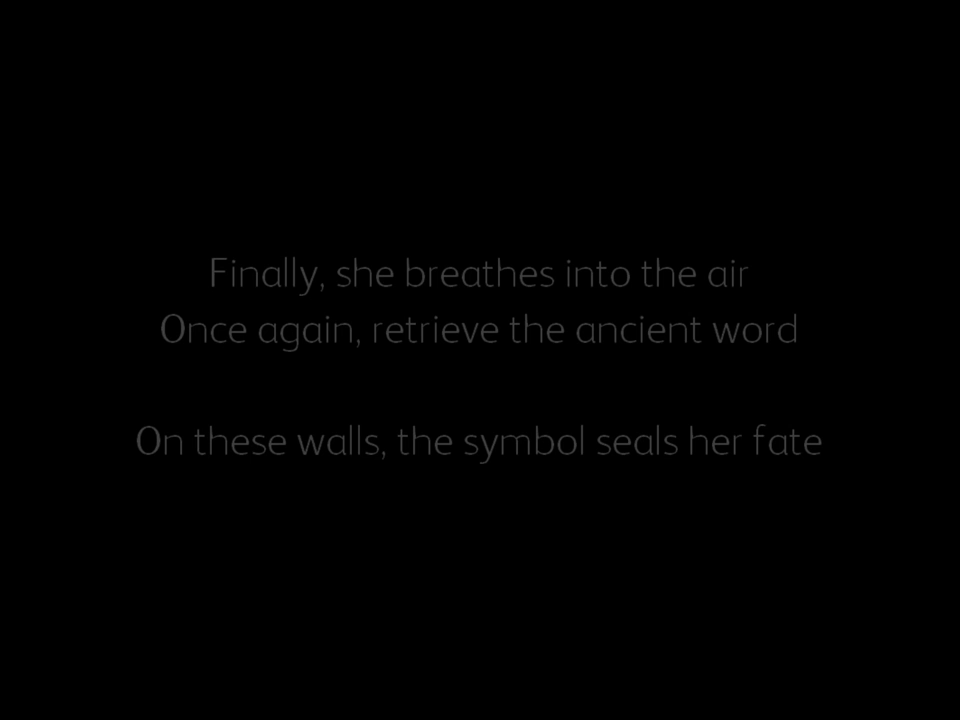 Finally, she breathes into the air
Once again, retrieve the ancient word
On these walls, the symbol seals her fate